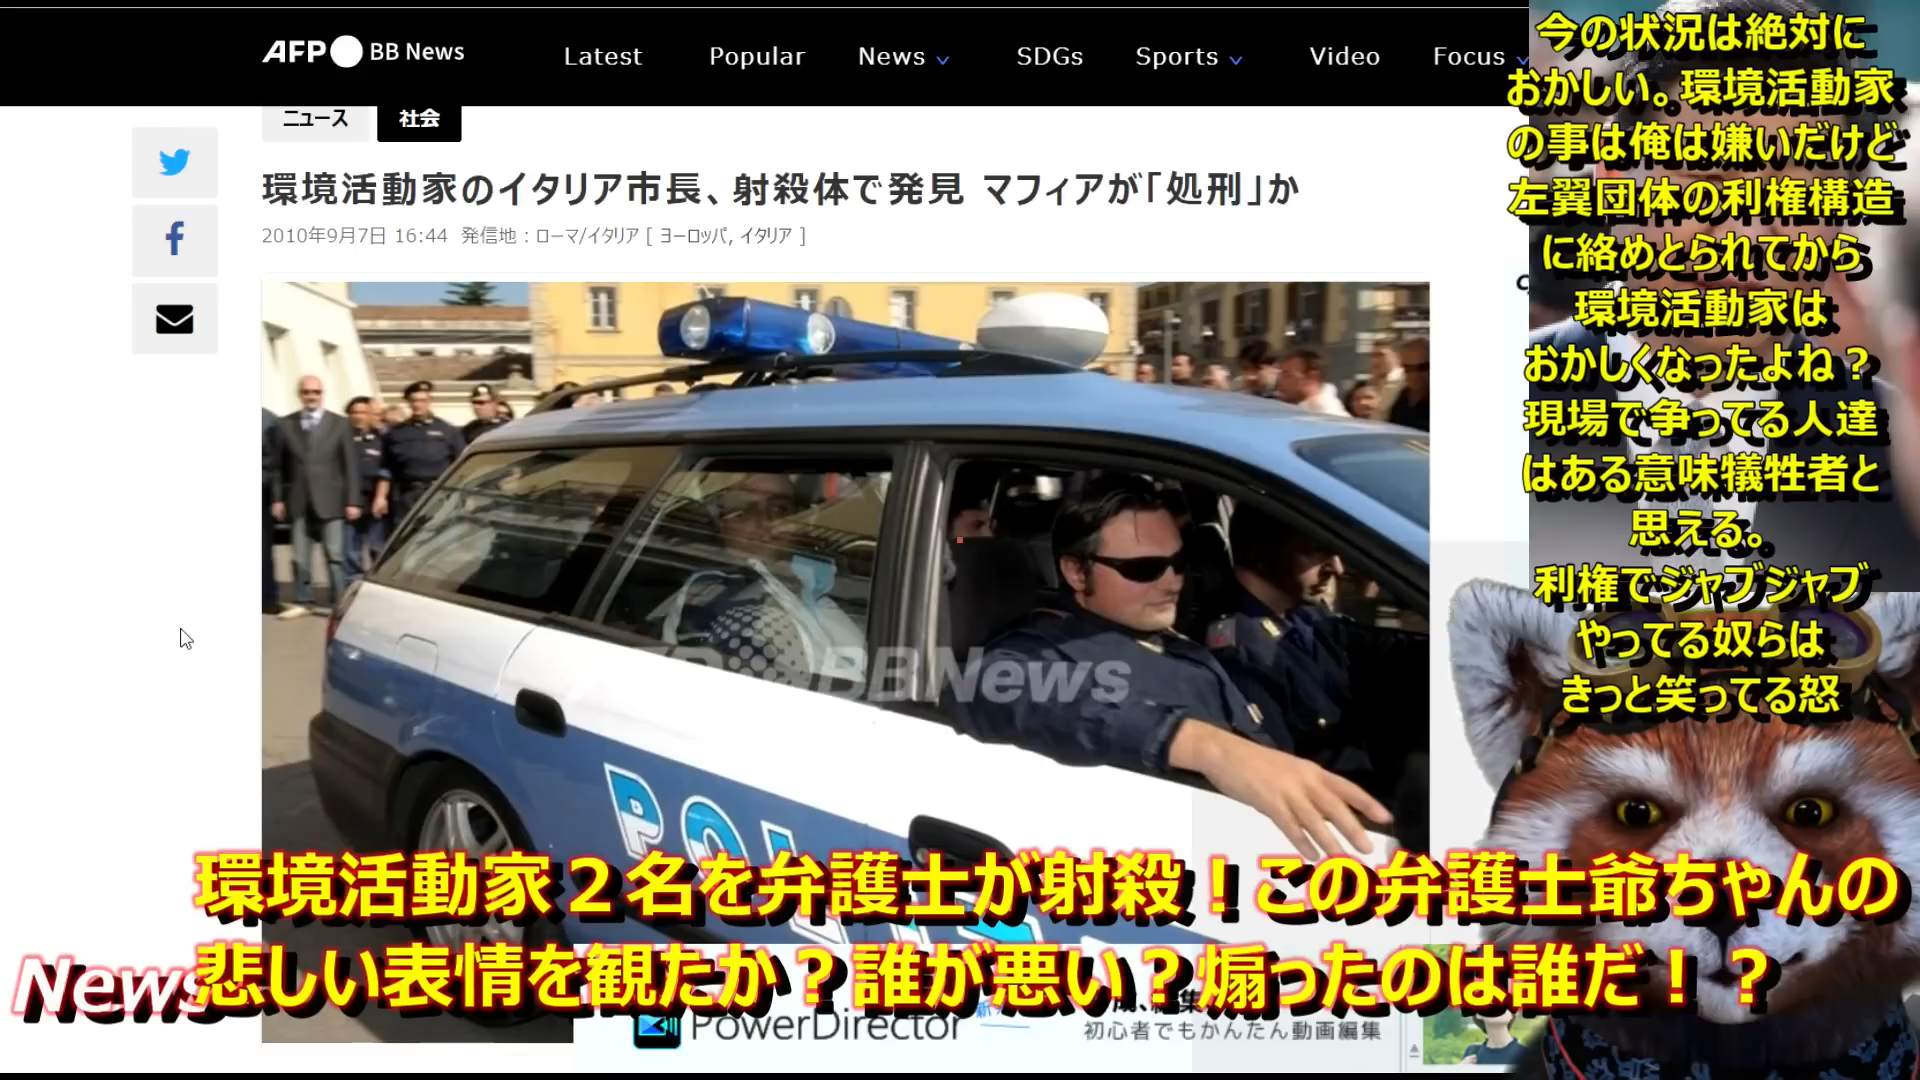 AFP BB News
Latest Popular News SDGs Sports Video Focus
ニュース 社会
環境活動家のイタリア市長、射殺体で発見 マフィアが「処刑」か
2010年9月7日 16:44 発信地：ローマ/イタリア [ ヨーロッパ, イタリア ]
今の状況は絶対に
おかしい。環境活動家
の事は俺は嫌いだけど
左翼団体の利権構造
に絡めとられてから
環境活動家は
おかしくなったよね？
現場で争ってる人達
はある意味犠牲者と
思える。
利権でジャブジャブ
やってる奴らは
きっと笑ってる怒
BBNews
POL
環境活動家２名を弁護士が射殺！この弁護士爺ちゃんの
悲しい表情を観たか？誰が悪い？煽ったのは誰だ！？
News
PowerDirector
初心者でもかんたん動画編集